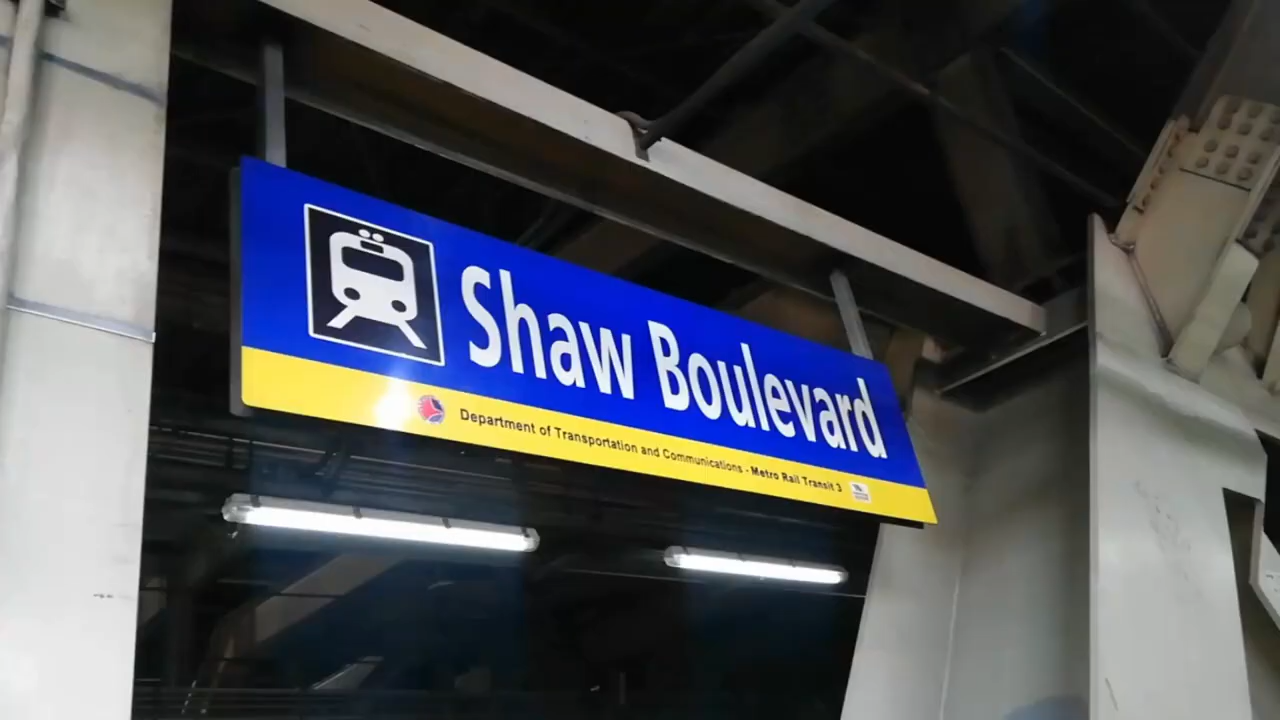 Shaw Boulevard
Department of Transportation and Communications - Metro Rail Transit 3